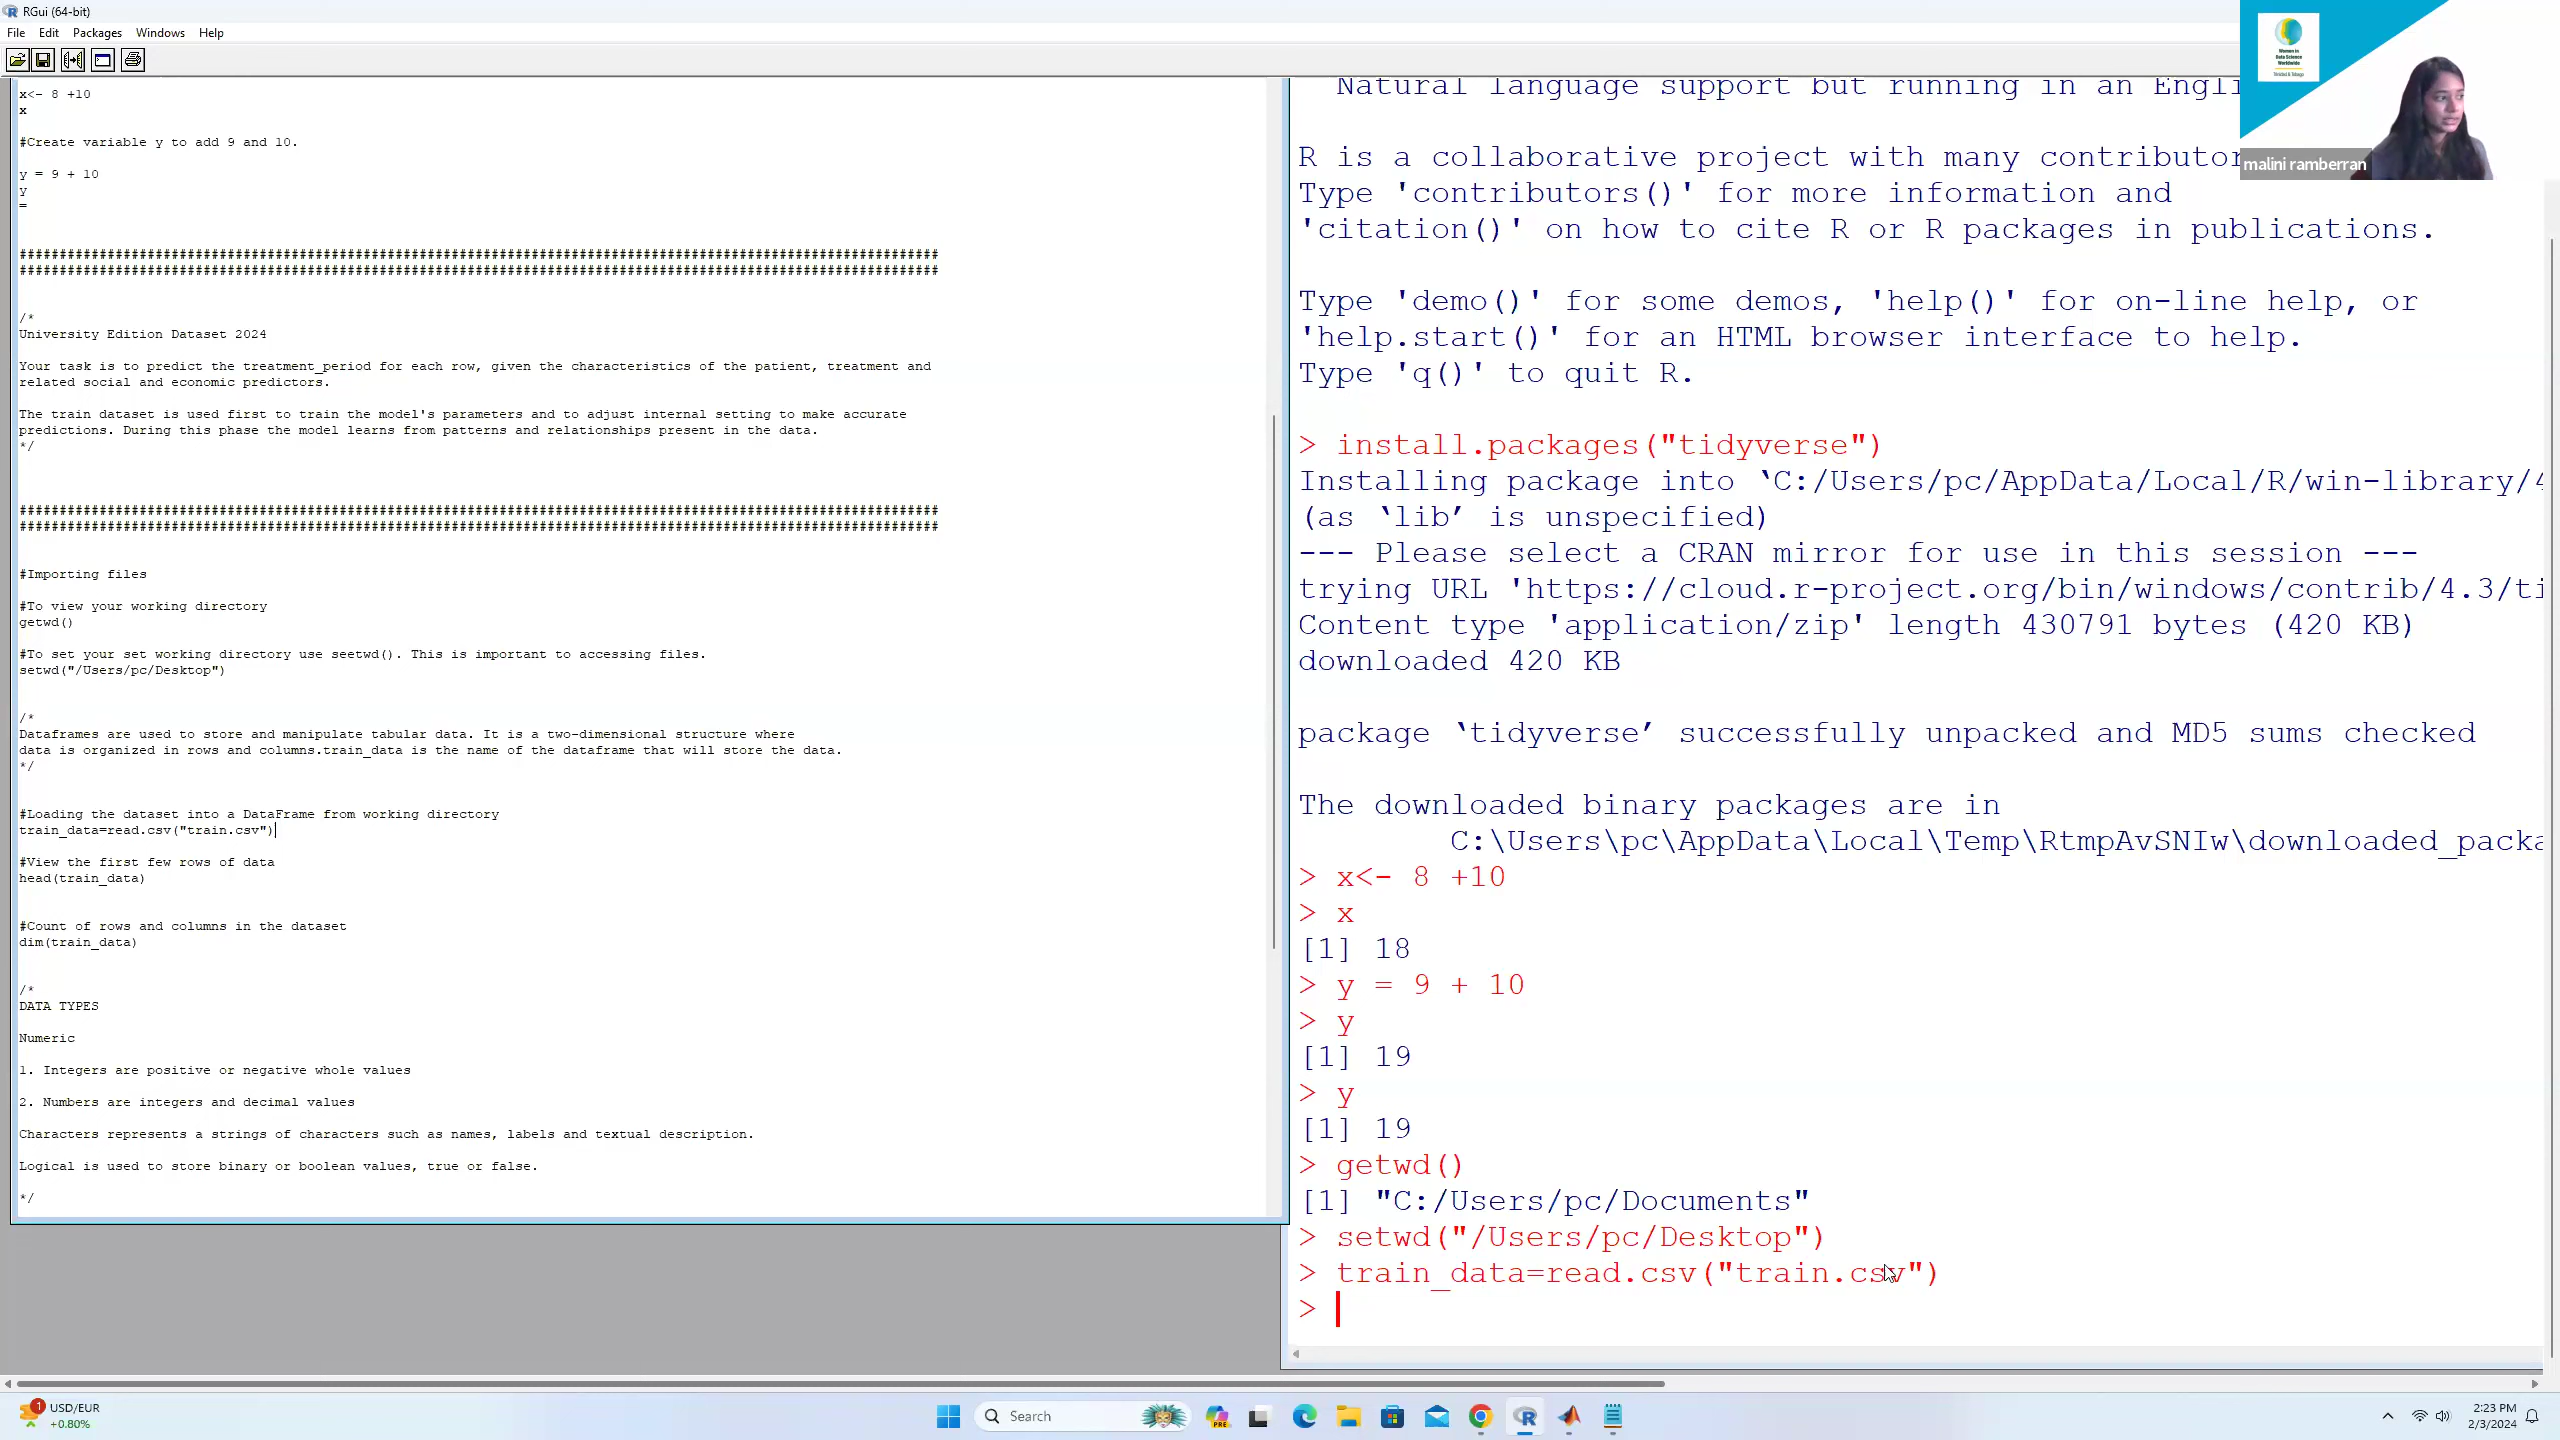 RGui (64-bit)
File Edit Packages Windows Help
x<- 8 +10
x
#Create variable y to add 9 and 10.
y = 9 + 10
y
=
###################################################################################################################
###################################################################################################################
/*
University Edition Dataset 2024
Your task is to predict the treatment_period for each row, given the characteristics of the patient, treatment and
related social and economic predictors.
The train dataset is used first to train the model's parameters and to adjust internal setting to make accurate
predictions. During this phase the model learns from patterns and relationships present in the data.
*/
###################################################################################################################
###################################################################################################################
#Importing files
#To view your working directory
getwd()
#To set your set working directory use seetwd(). This is important to accessing files.
setwd("/Users/pc/Desktop")
/*
Dataframes are used to store and manipulate tabular data. It is a two-dimensional structure where
data is organized in rows and columns.train_data is the name of the dataframe that will store the data.
*/
#Loading the dataset into a DataFrame from working directory
train_data=read.csv("train.csv")
#View the first few rows of data
head(train_data)
#Count of rows and columns in the dataset
dim(train_data)
/*
DATA TYPES
Numeric
1. Integers are positive or negative whole values
2. Numbers are integers and decimal values
Characters represents a strings of characters such as names, labels and textual description.
Logical is used to store binary or boolean values, true or false.
*/
Natural language support but running in an Engli
R is a collaborative project with many contributor
Type 'contributors()' for more information and
'citation()' on how to cite R or R packages in publications.
Type 'demo()' for some demos, 'help()' for on-line help, or
'help.start()' for an HTML browser interface to help.
Type 'q()' to quit R.
> install.packages("tidyverse")
Installing package into ‘C:/Users/pc/AppData/Local/R/win-library/4
(as ‘lib’ is unspecified)
--- Please select a CRAN mirror for use in this session ---
trying URL 'https://cloud.r-project.org/bin/windows/contrib/4.3/ti
Content type 'application/zip' length 430791 bytes (420 KB)
downloaded 420 KB
package ‘tidyverse’ successfully unpacked and MD5 sums checked
The downloaded binary packages are in
C:\Users\pc\AppData\Local\Temp\RtmpAvSNIw\downloaded_packa
> x<- 8 +10
> x
[1] 18
> y = 9 + 10
> y
[1] 19
> y
[1] 19
> getwd()
[1] "C:/Users/pc/Documents"
> setwd("/Users/pc/Desktop")
> train_data=read.csv("train.csv")
>
Women in
Data Science
Worldwide
Trinidad & Tobago
malini ramberran
1
USD/EUR
+0.80%
Search
PRE
R
2:23 PM
2/3/2024